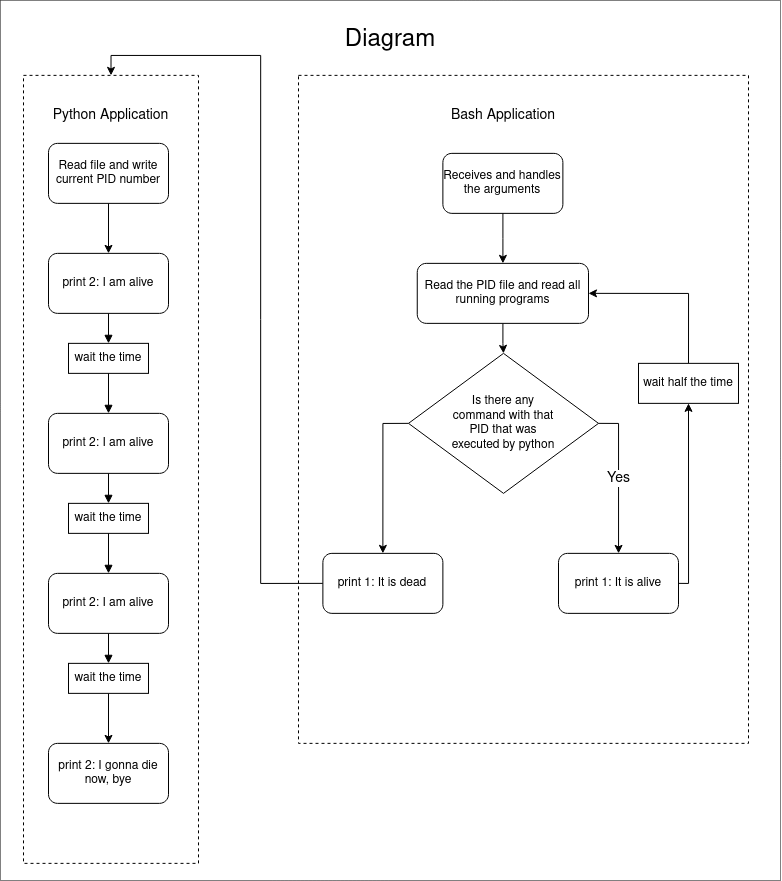 Diagram
Python Application
Read file and write
current PID number
print 2: I am alive
wait the time
print 2: I am alive
wait the time
print 2: I am alive
wait the time
print 2: I gonna die
now, bye
Bash Application
Receives and handles
the arguments
Read the PID file and read all
running programs
Is there any
command with that
PID that was
executed by python
Yes
wait half the time
print 1: It is dead
print 1: It is alive